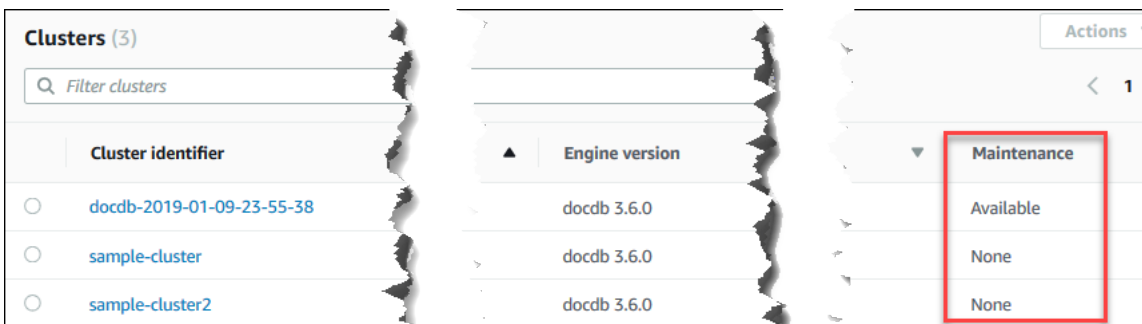 Clusters (3)
Actions
Filter clusters
1
Cluster identifier Engine version Maintenance
docdb-2019-01-09-23-55-38 docdb 3.6.0 Available
sample-cluster docdb 3.6.0 None
sample-cluster2 docdb 3.6.0 None